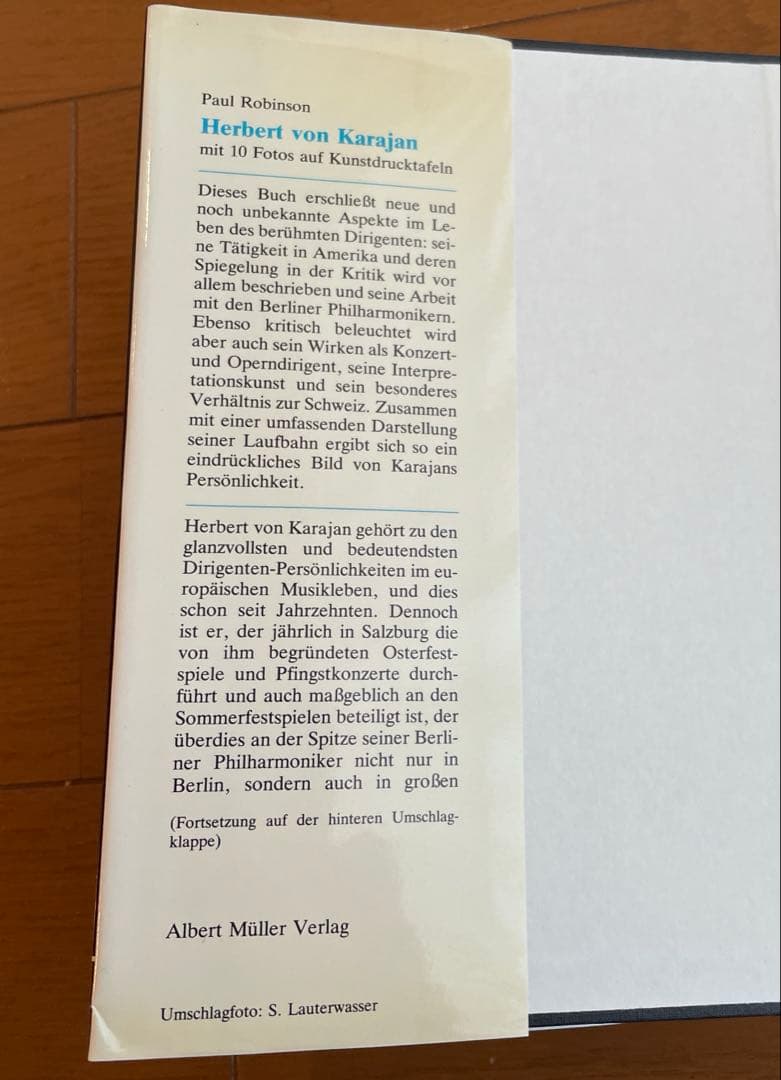 Paul Robinson
Herbert von Karajan
mit 10 Fotos auf Kunstdrucktafeln
Dieses Buch erschließt neue und
noch unbekannte Aspekte im Le-
ben des berühmten Dirigenten: sei-
ne Tätigkeit in Amerika und deren
Spiegelung in der Kritik wird vor
allem beschrieben und seine Arbeit
mit den Berliner Philharmonikern.
Ebenso kritisch beleuchtet wird
aber auch sein Wirken als Konzert-
und Operndirigent, seine Interpre-
tationskunst und sein besonderes
Verhältnis zur Schweiz. Zusammen
mit einer umfassenden Darstellung
seiner Laufbahn ergibt sich so ein
eindrückliches Bild von Karajans
Persönlichkeit.
Herbert von Karajan gehört zu den
glanzvollsten und bedeutendsten
Dirigenten-Persönlichkeiten im eu-
ropäischen Musikleben, und dies
schon seit Jahrzehnten. Dennoch
ist er, der jährlich in Salzburg die
von ihm begründeten Osterfest-
spiele und Pfingstkonzerte durch-
führt und auch maßgeblich an den
Sommerfestspielen beteiligt ist, der
überdies an der Spitze seiner Berli-
ner Philharmoniker nicht nur in
Berlin, sondern auch in großen
(Fortsetzung auf der hinteren Umschlag-
klappe)
Albert Müller Verlag
Umschlagfoto: S. Lauterwasser